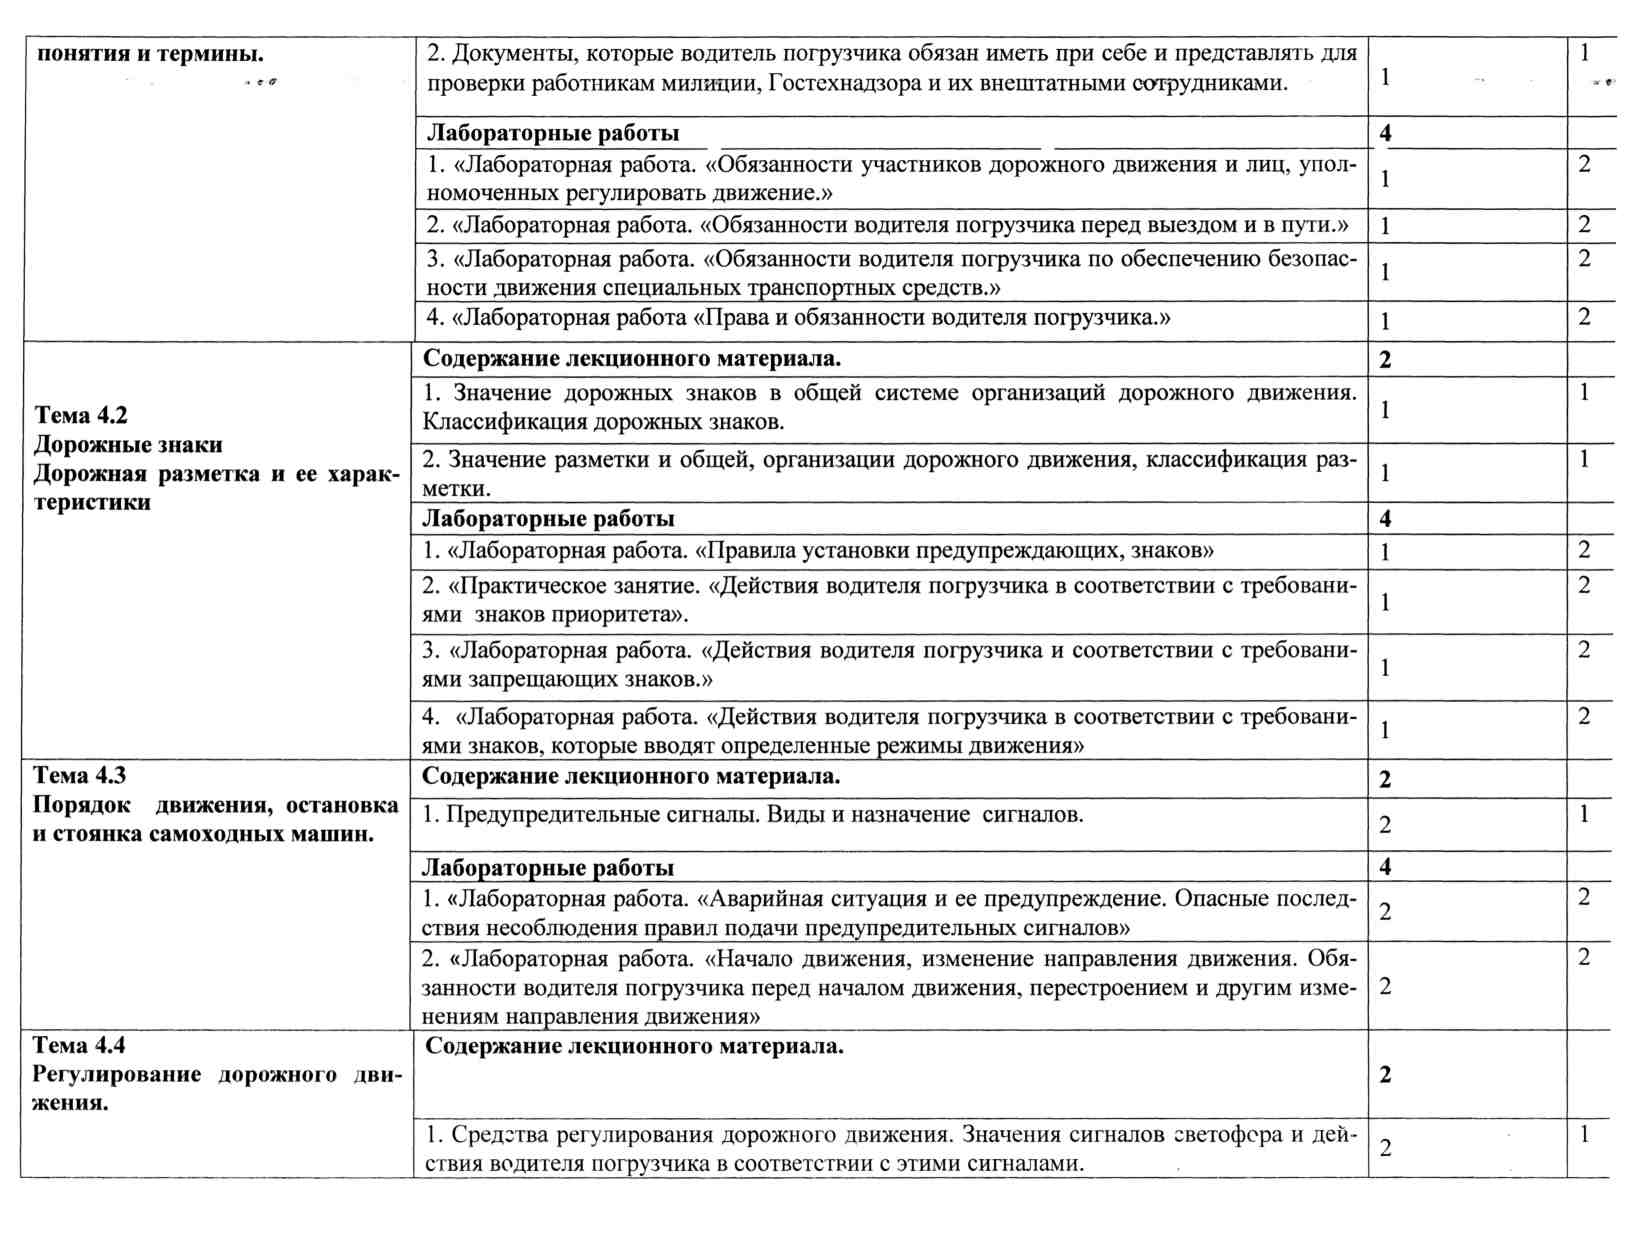 понятия и термины.
2. Документы, которые водитель погрузчика обязан иметь при себе и представлять для
проверки работникам милиции, Гостехнадзора и их внештатными сотрудниками.
1
1
Лабораторные работы
4
1. «Лабораторная работа. «Обязанности участников дорожного движения и лиц, упол-
номоченных регулировать движение.»
1
2
2. «Лабораторная работа. «Обязанности водителя погрузчика перед выездом и в пути.»
1
2
3. «Лабораторная работа. «Обязанности водителя погрузчика по обеспечению безопас-
ности движения специальных транспортных средств.»
1
2
4. «Лабораторная работа «Права и обязанности водителя погрузчика.»
1
2
Тема 4.2
Дорожные знаки
Дорожная разметка и ее харак-
теристики
Содержание лекционного материала.
2
1. Значение дорожных знаков в общей системе организаций дорожного движения.
Классификация дорожных знаков.
1
1
2. Значение разметки и общей, организации дорожного движения, классификация раз-
метки.
1
1
Лабораторные работы
4
1. «Лабораторная работа. «Правила установки предупреждающих, знаков»
1
2
2. «Практическое занятие. «Действия водителя погрузчика в соответствии с требовани-
ями знаков приоритета».
1
2
3. «Лабораторная работа. «Действия водителя погрузчика и соответствии с требовани-
ями запрещающих знаков.»
1
2
4. «Лабораторная работа. «Действия водителя погрузчика в соответствии с требовани-
ями знаков, которые вводят определенные режимы движения»
1
2
Тема 4.3
Порядок движения, остановка
и стоянка самоходных машин.
Содержание лекционного материала.
2
1. Предупредительные сигналы. Виды и назначение сигналов.
2
1
Лабораторные работы
4
1. «Лабораторная работа. «Аварийная ситуация и ее предупреждение. Опасные послед-
ствия несоблюдения правил подачи предупредительных сигналов»
2
2
2. «Лабораторная работа. «Начало движения, изменение направления движения. Обя-
занности водителя погрузчика перед началом движения, перестроением и другим изме-
нениям направления движения»
2
2
Тема 4.4
Регулирование дорожного дви-
жения.
Содержание лекционного материала.
2
1. Средства регулирования дорожного движения. Значения сигналов светофора и дей-
ствия водителя погрузчика в соответствии с этими сигналами.
2
1